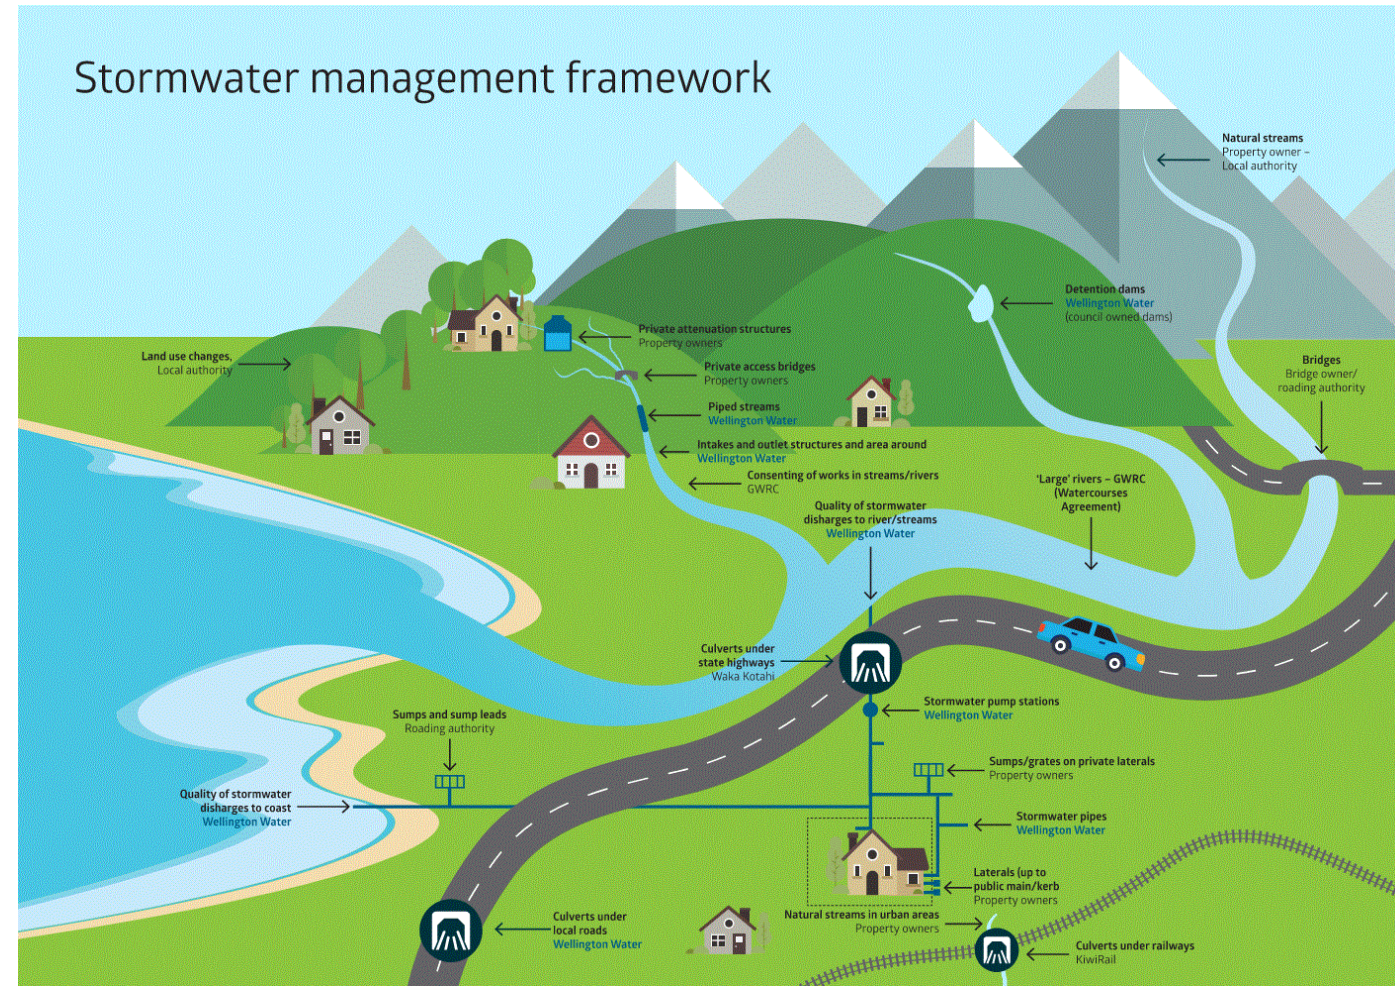 Stormwater management framework
Natural streams
Property owner –
Local authority
Detention dams
Wellington Water
(council owned dams)
Private attenuation structures
Property owners
Land use changes,
Local authority
Private access bridges
Property owners
Bridges
Bridge owner/
roading authority
Piped streams
Wellington Water
Intakes and outlet structures and area around
Wellington Water
Consenting of works in streams/rivers
GWRC
'Large' rivers – GWRC
(Watercourses
Agreement)
Quality of stormwater
disharges to river/streams
Wellington Water
Culverts under
state highways
Waka Kotahi
Stormwater pump stations
Wellington Water
Sumps and sump leads
Roading authority
Sumps/grates on private laterals
Property owners
Quality of stormwater
disharges to coast
Wellington Water
Stormwater pipes
Wellington Water
Laterals (up to
public main/kerb
Property owners
Natural streams in urban areas
Property owners
Culverts under
local roads
Wellington Water
Culverts under railways
KiwiRail